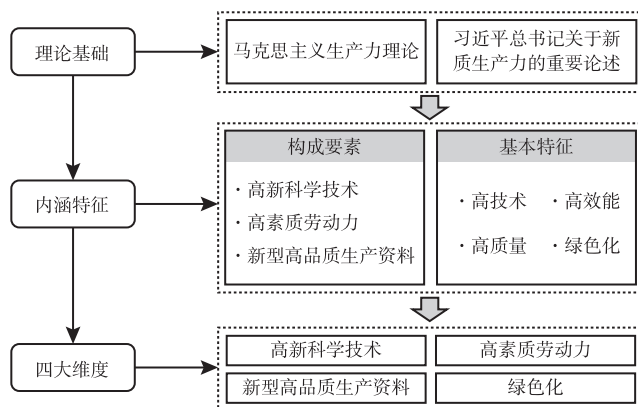 理论基础
马克思主义生产力理论
习近平总书记关于新
质生产力的重要论述
内涵特征
构成要素
· 高新科学技术
· 高素质劳动力
· 新型高品质生产资料
基本特征
· 高技术 · 高效能
· 高质量 · 绿色化
四大维度
高新科学技术 高素质劳动力
新型高品质生产资料 绿色化